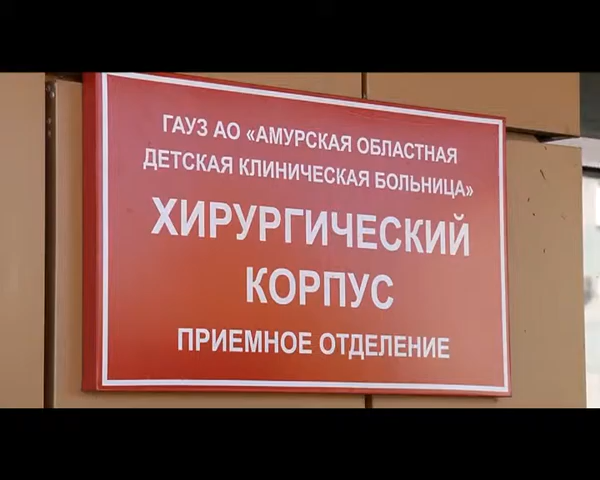 ГАУЗ АО «АМУРСКАЯ ОБЛАСТНАЯ
ДЕТСКАЯ КЛИНИЧЕСКАЯ БОЛЬНИЦА»
ХИРУРГИЧЕСКИЙ
КОРПУС
ПРИЕМНОЕ ОТДЕЛЕНИЕ